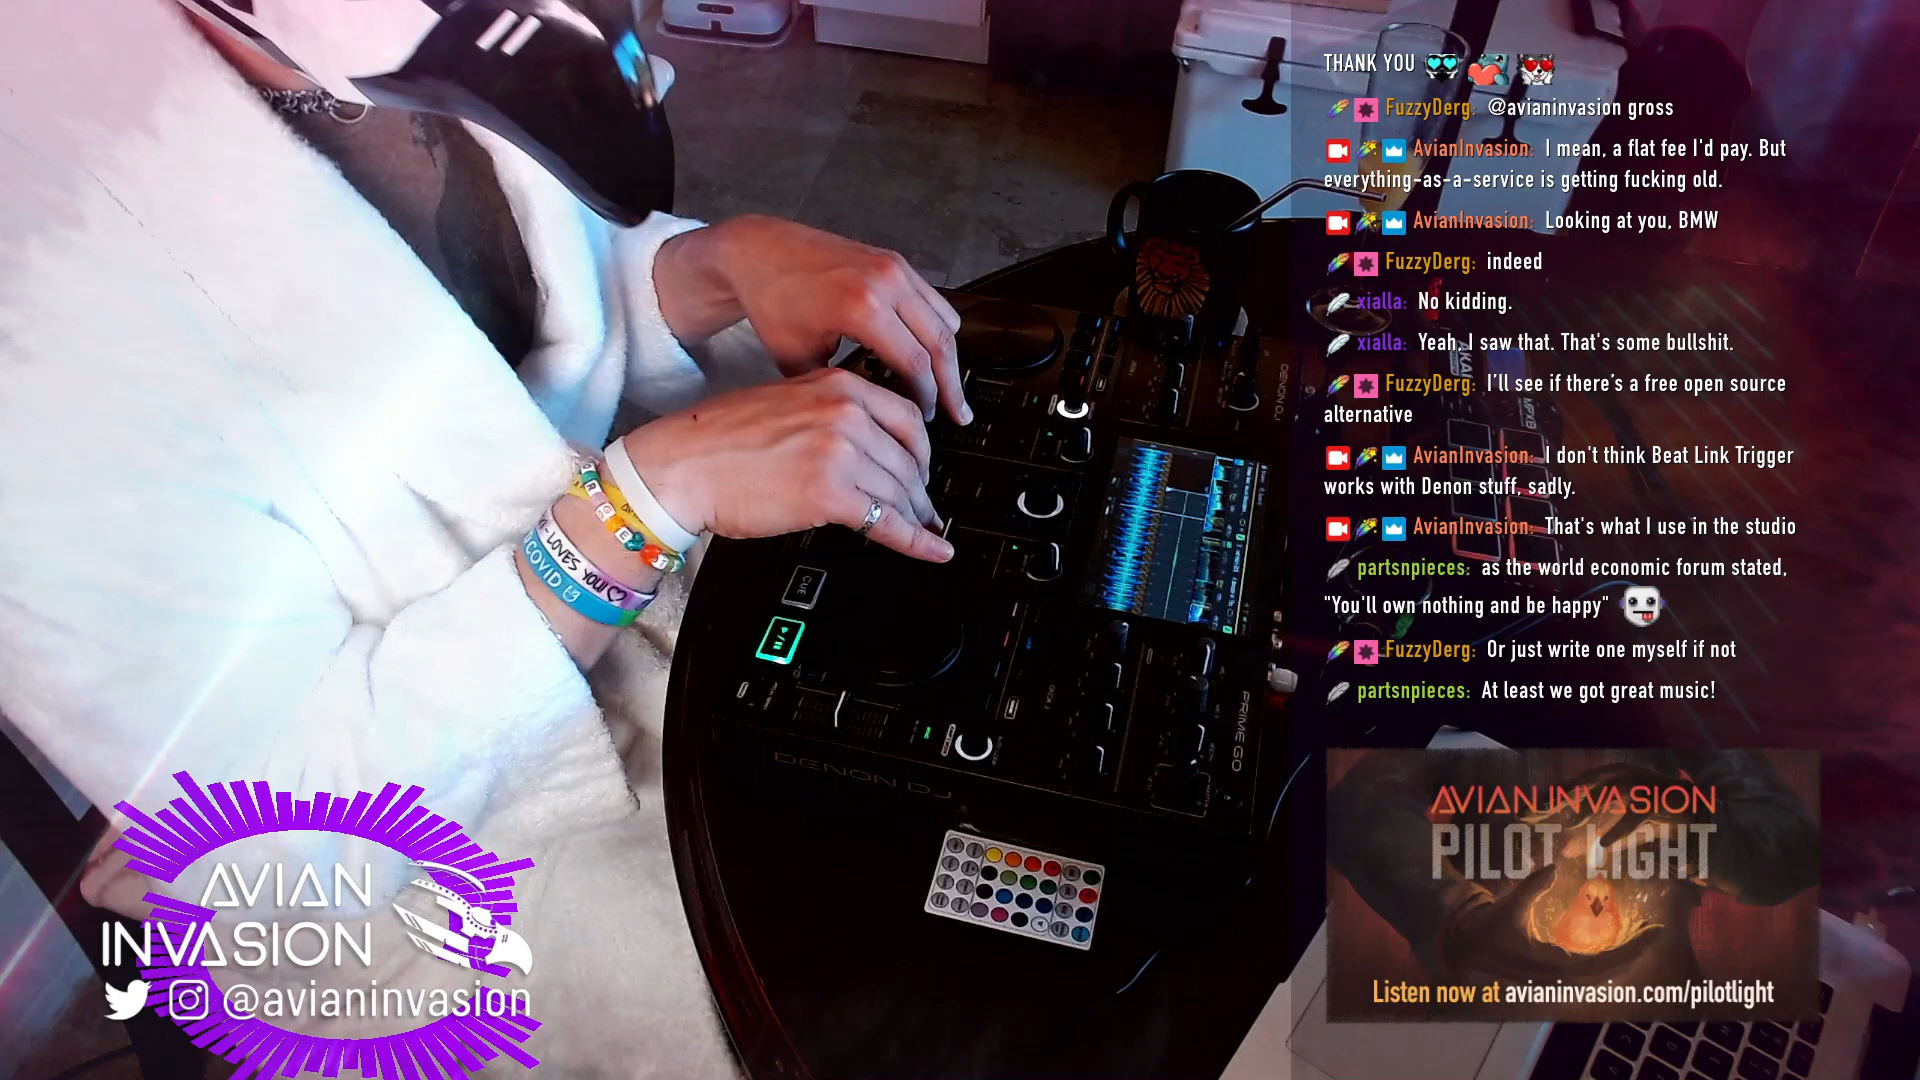 THANK YOU
FuzzyDerg: @avianinvasion gross
AvianInvasion: I mean, a flat fee I'd pay. But
everything-as-a-service is getting fucking old.
AvianInvasion: Looking at you, BMW
FuzzyDerg: indeed
xialla: No kidding.
xialla: Yeah, I saw that. That's some bullshit.
FuzzyDerg: I’ll see if there’s a free open source
alternative
AvianInvasion: I don't think Beat Link Trigger
works with Denon stuff, sadly.
AvianInvasion: That's what I use in the studio
partsnpieces: as the world economic forum stated,
"You'll own nothing and be happy"
FuzzyDerg: Or just write one myself if not
partsnpieces: At least we got great music!
AVIAN INVASION
PILOT LIGHT
Listen now at avianinvasion.com/pilotlight
AVIAN
INVASION
@avianinvasion
LOVES YOU!
COVID
CUE
DENON DJ
DENON DJ
PRIME GO
AKAI
MPX8